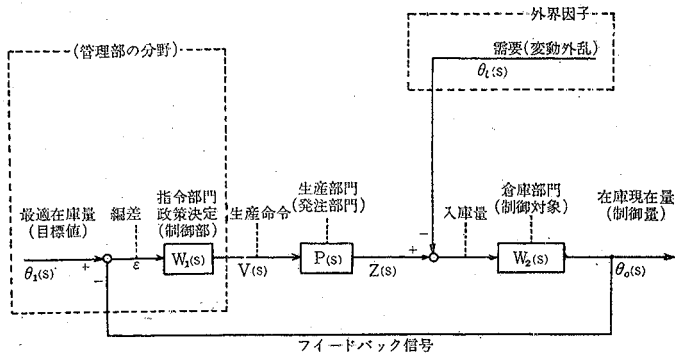 外界因子
需要(変動外乱)
θl(S)
(管理部の分野)
最適在庫量
(目標値)
偏差
指令部門
政策決定
(制御部)
生産命令
生産部門
(発注部門)
入庫量
倉庫部門
(制御対象)
在庫現在量
(制御量)
θ1(S)
+
−
ε
W1(S)
V(S)
P(S)
Z(S)
+
−
W2(S)
θo(S)
フイードバック信号